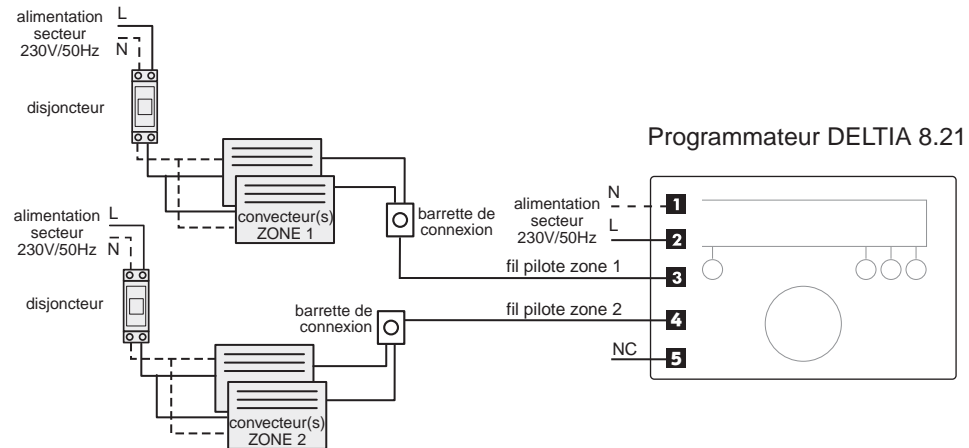 L
alimentation
secteur
230V/50Hz
N
disjoncteur
Programmateur DELTIA 8.21
convecteur(s)
ZONE 1
barrette de
connexion
alimentation
secteur
230V/50Hz
N
L
1
2
fil pilote zone 1
3
alimentation
secteur
230V/50Hz
L
N
disjoncteur
barrette de
connexion
fil pilote zone 2
4
NC
5
convecteur(s)
ZONE 2